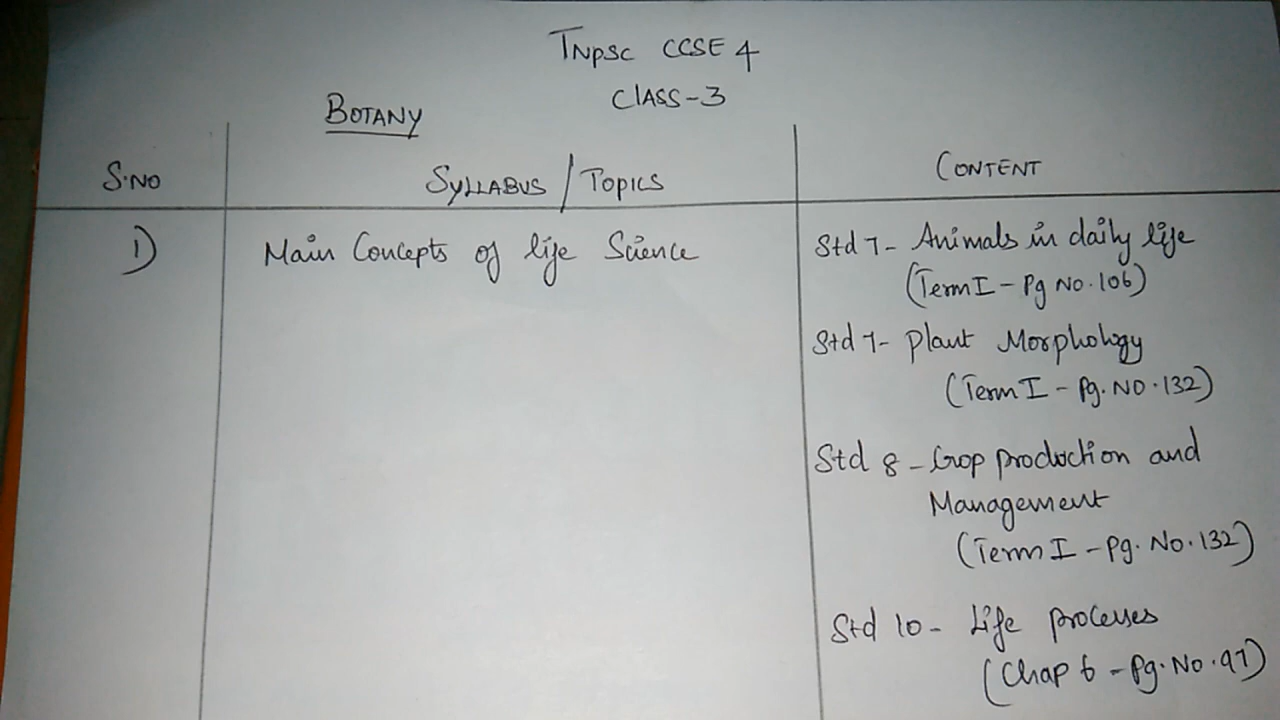 TNPSC CCSE 4
CLASS-3
BOTANY
S.NO
SYLLABUS / TOPICS
CONTENT
1)
Main Concepts of life Science
Std 7- Animals in daily life
(Term I - Pg No. 106)
Std 7- Plant Morphology
(Term I - Pg. NO. 132)
Std 8 - Crop production and
Management
(Term I - Pg. No. 132)
Std 10 - Life processes
(Chap 6 - Pg. No. 97)